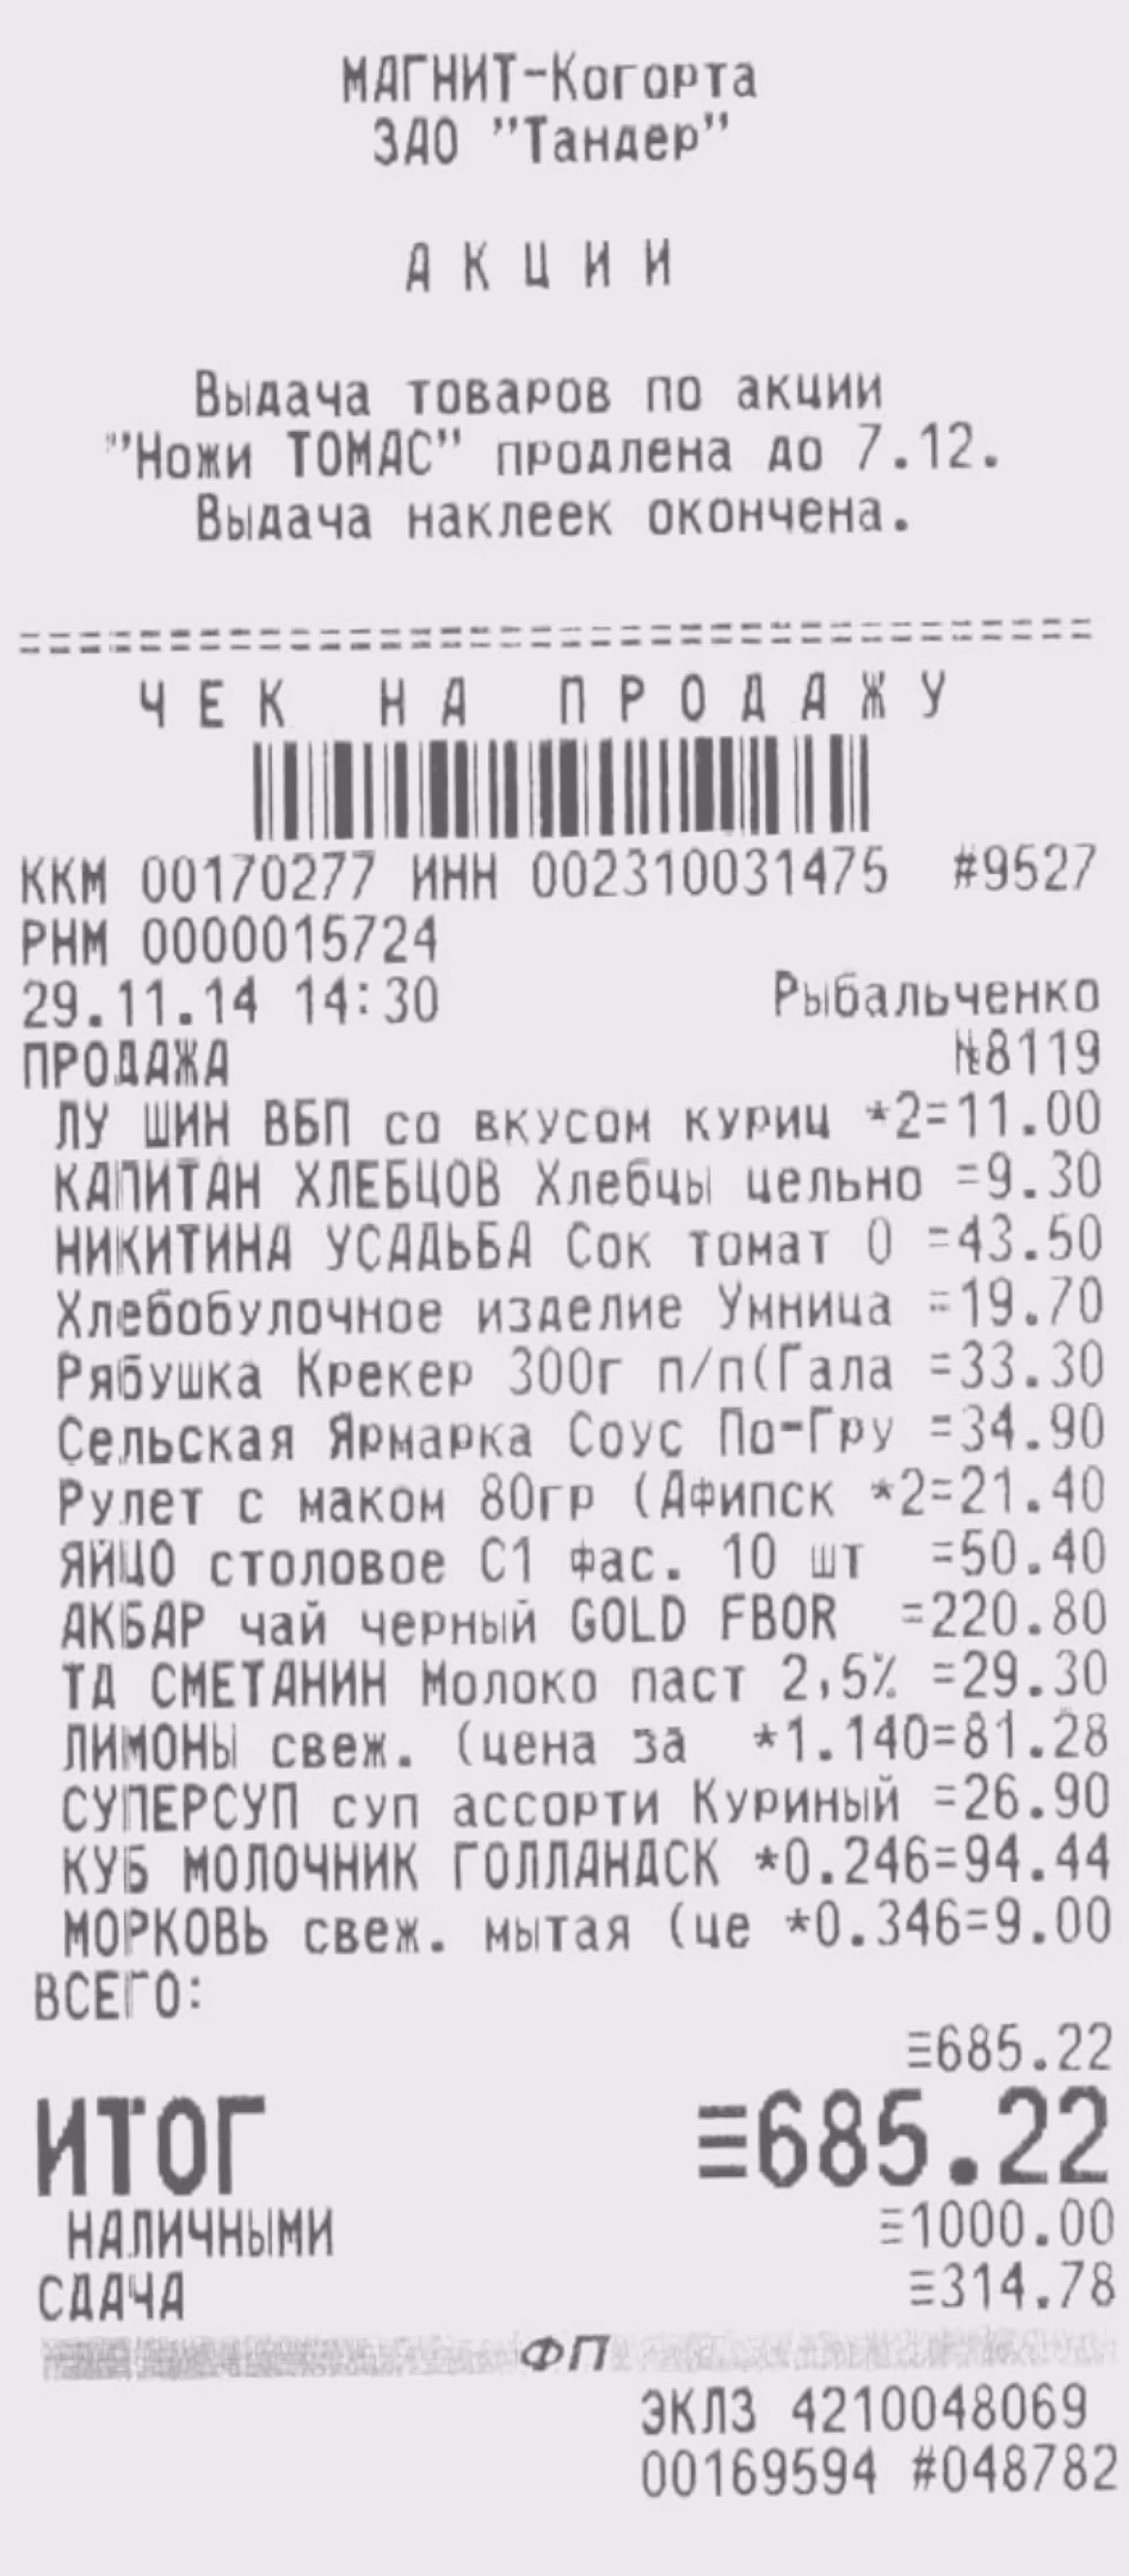 МАГНИТ-Когорта
ЗАО "Тандер"
А К Ц И И
Выдача товаров по акции
"Ножи ТОМАС" продлена до 7.12.
Выдача наклеек окончена.
====================================
Ч Е К  Н А  П Р О Д А Ж У
ККМ 00170277 ИНН 002310031475 #9527
РНМ 0000015724
29.11.14 14:30 Рыбальченко
ПРОДАЖА №8119
ЛУ ШИН ВБП со вкусом куриц *2=11.00
КАПИТАН ХЛЕБЦОВ Хлебцы цельно =9.30
НИКИТИНА УСАДЬБА Сок томат 0 =43.50
Хлебобулочное изделие Умница =19.70
Рябушка Крекер 300г п/п(Гала =33.30
Сельская Ярмарка Соус По-Гру =34.90
Рулет с маком 80гр (Афипск *2=21.40
ЯЙЦО столовое С1 фас. 10 шт =50.40
АКБАР чай черный GOLD FBOR =220.80
ТД СМЕТАНИН Молоко паст 2,5% =29.30
ЛИМОНЫ свеж. (цена за *1.140=81.28
СУПЕРСУП суп ассорти Куриный =26.90
КУБ МОЛОЧНИК ГОЛЛАНДСК *0.246=94.44
МОРКОВЬ свеж. мытая (це *0.346=9.00
ВСЕГО:
≡685.22
ИТОГ ≡685.22
НАЛИЧНЫМИ ≡1000.00
СДАЧА ≡314.78
ФП
ЭКЛЗ 4210048069
00169594 #048782